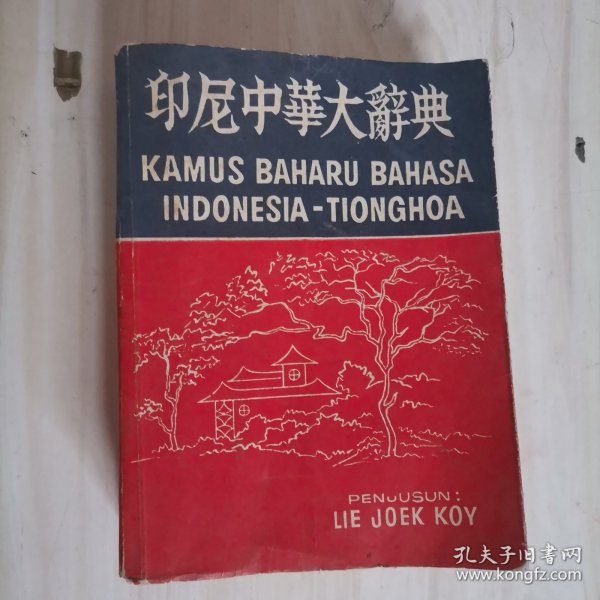 印尼中華大辭典
KAMUS BAHARU BAHASA
INDONESIA-TIONGHOA
PENJUSUN:
LIE JOEK KOY
孔夫子旧书网
www.kongfz.com